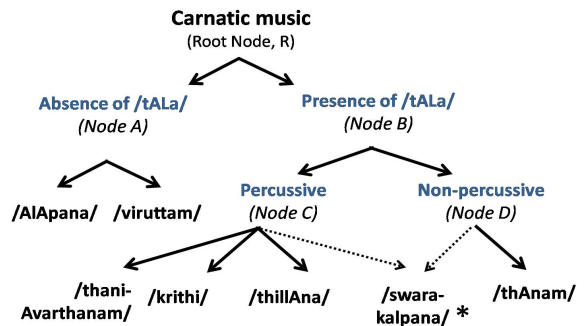 Carnatic music
(Root Node, R)
Absence of /tALa/
(Node A)
Presence of /tALa/
(Node B)
/AlApana/
/viruttam/
Percussive
(Node C)
Non-percussive
(Node D)
/thani-
Avarthanam/
/krithi/
/thillAna/
/swara-
kalpana/ *
/thAnam/